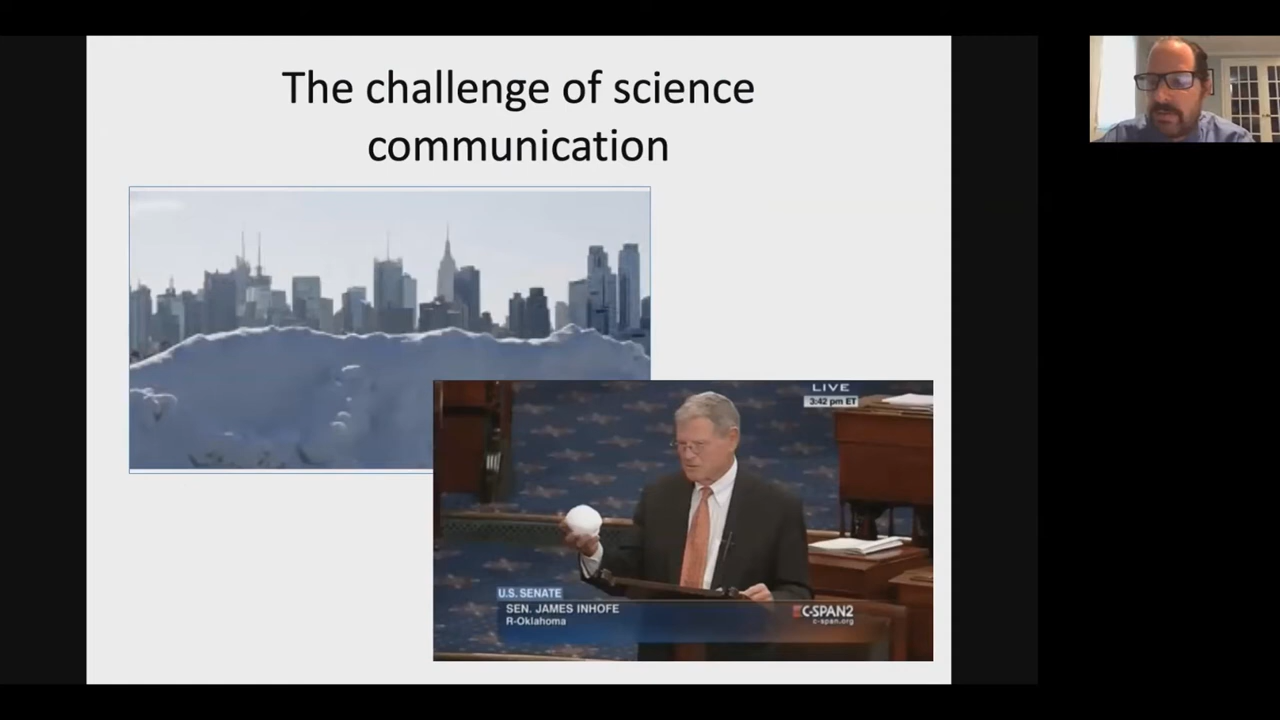 The challenge of science
communication
LIVE
3:42 pm ET
U.S. SENATE
SEN. JAMES INHOFE
R-Oklahoma
C-SPAN2
c-span.org